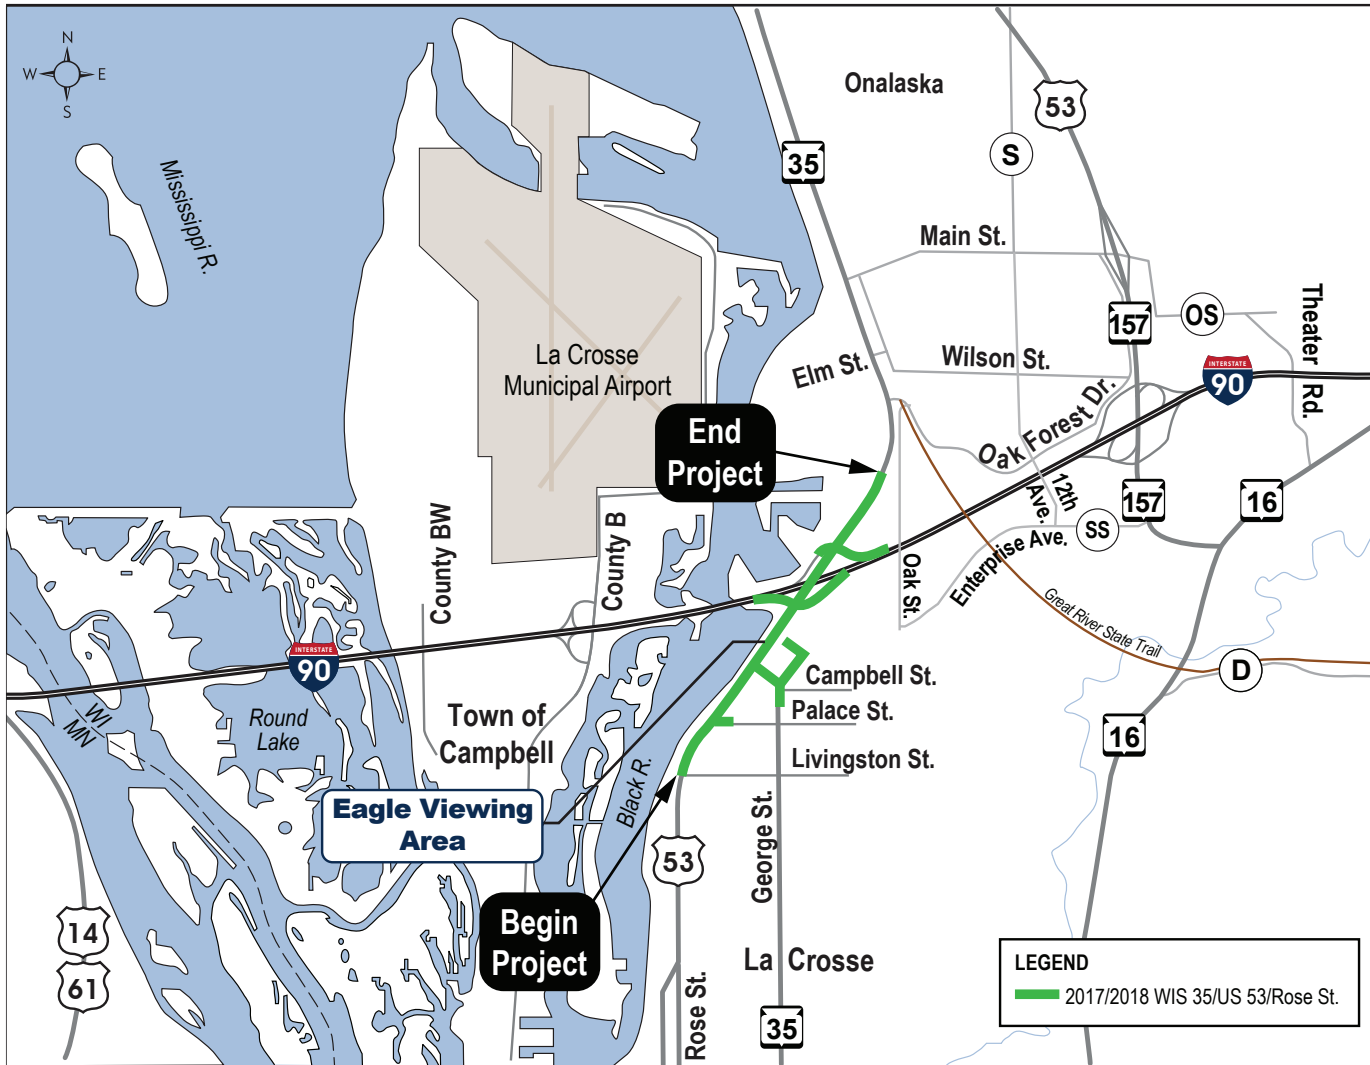 N
W E
S
Mississippi R.
Onalaska
53
S
35
Main St.
Theater Rd.
157
OS
La Crosse
Municipal Airport
Elm St.
Wilson St.
INTERSTATE
90
Oak Forest Dr.
End
Project
12th
Ave.
157
16
SS
Enterprise Ave.
County BW
County B
Oak St.
Great River State Trail
INTERSTATE
90
D
Campbell St.
Palace St.
Livingston St.
WI
MN
Round
Lake
Town of
Campbell
16
Eagle Viewing
Area
Black R.
53
George St.
14
61
Begin
Project
La Crosse
Rose St.
35
LEGEND
2017/2018 WIS 35/US 53/Rose St.